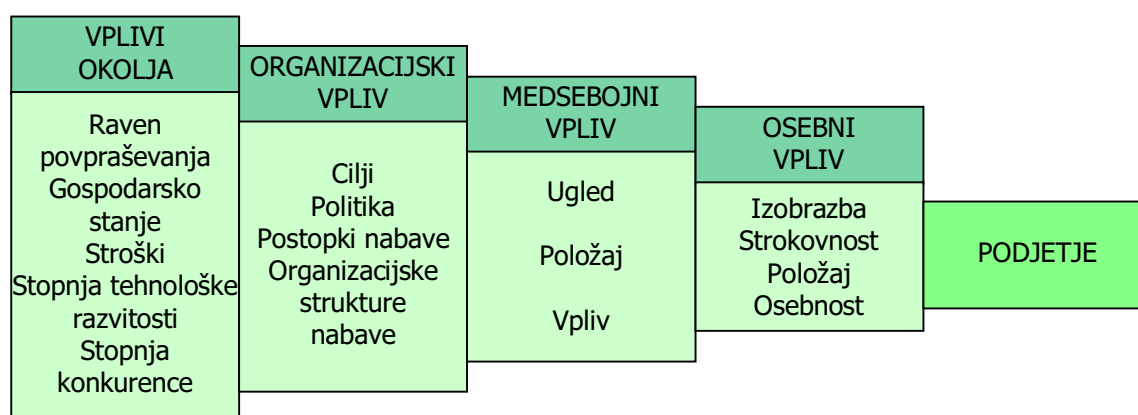 VPLIVI
OKOLJA
Raven
povpraševanja
Gospodarsko
stanje
Stroški
Stopnja tehnološke
razvitosti
Stopnja
konkurence
ORGANIZACIJSKI
VPLIV
Cilji
Politika
Postopki nabave
Organizacijske
strukture
nabave
MEDSEBOJNI
VPLIV
Ugled
Položaj
Vpliv
OSEBNI
VPLIV
Izobrazba
Strokovnost
Položaj
Osebnost
PODJETJE